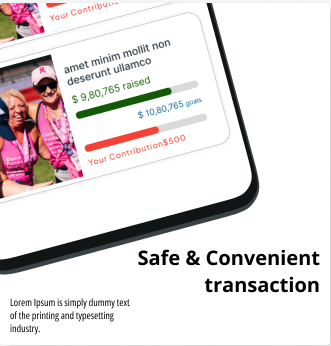 Your Contribution
amet minim mollit non
deserunt ullamco
$ 9,80,765 raised
$ 10,80,765 goals
Your Contribution$500
Safe & Convenient
transaction
Lorem Ipsum is simply dummy text
of the printing and typesetting
industry.